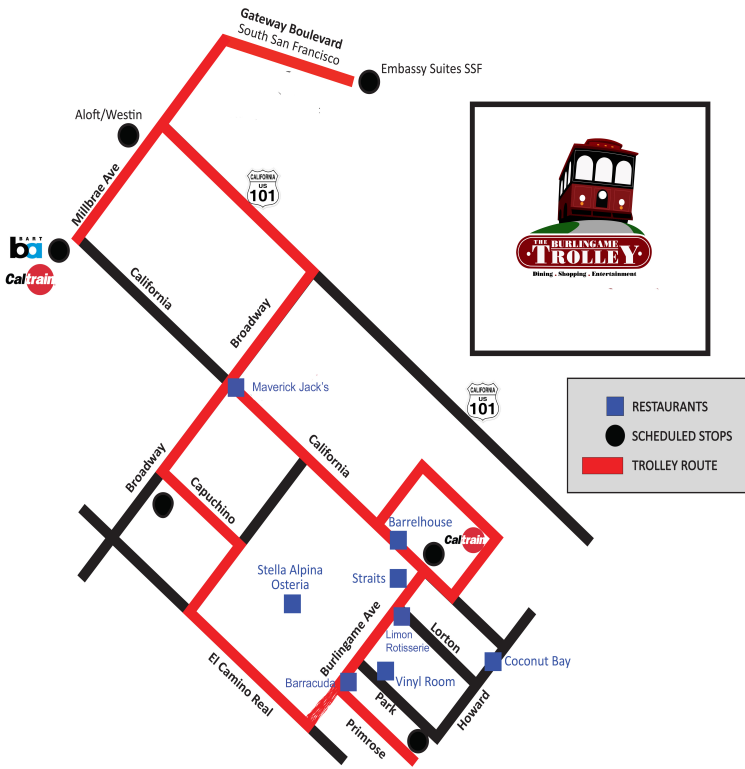 Gateway Boulevard
South San Francisco
Embassy Suites SSF
Aloft/Westin
Millbrae Ave
CALIFORNIA
US
101
BART
ba
Caltrain
California
Broadway
THE BURLINGAME
TROLLEY
Dining . Shopping . Entertainment
Maverick Jack's
CALIFORNIA
US
101
RESTAURANTS
SCHEDULED STOPS
TROLLEY ROUTE
Broadway
California
Capuchino
Barrelhouse
Caltrain
Stella Alpina
Osteria
Straits
Burlingame Ave
Limon
Rotisserie
Lorton
Coconut Bay
El Camino Real
Barracuda
Vinyl Room
Park
Howard
Primrose